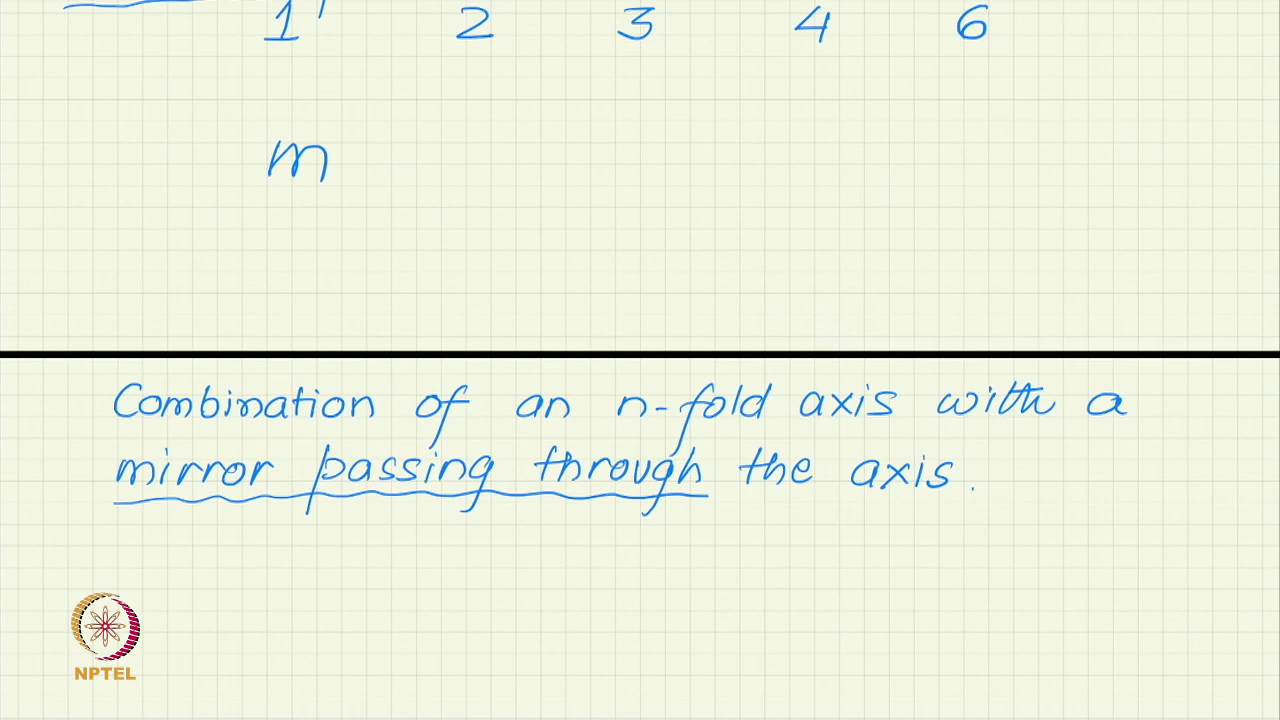 1 2 3 4 6
m
Combination of an n-fold axis with a
mirror passing through the axis.
NPTEL